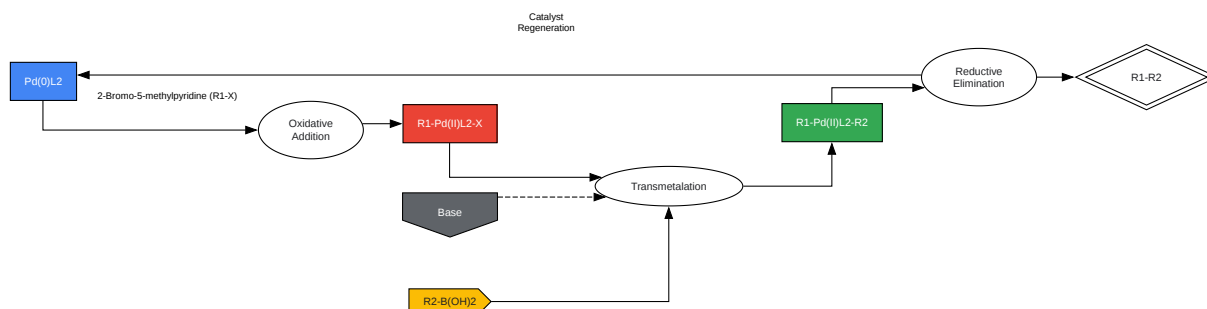 Catalyst
Regeneration
Pd(0)L2
2-Bromo-5-methylpyridine (R1-X)
Oxidative
Addition
R1-Pd(II)L2-X
R1-Pd(II)L2-R2
Reductive
Elimination
R1-R2
Transmetalation
Base
R2-B(OH)2